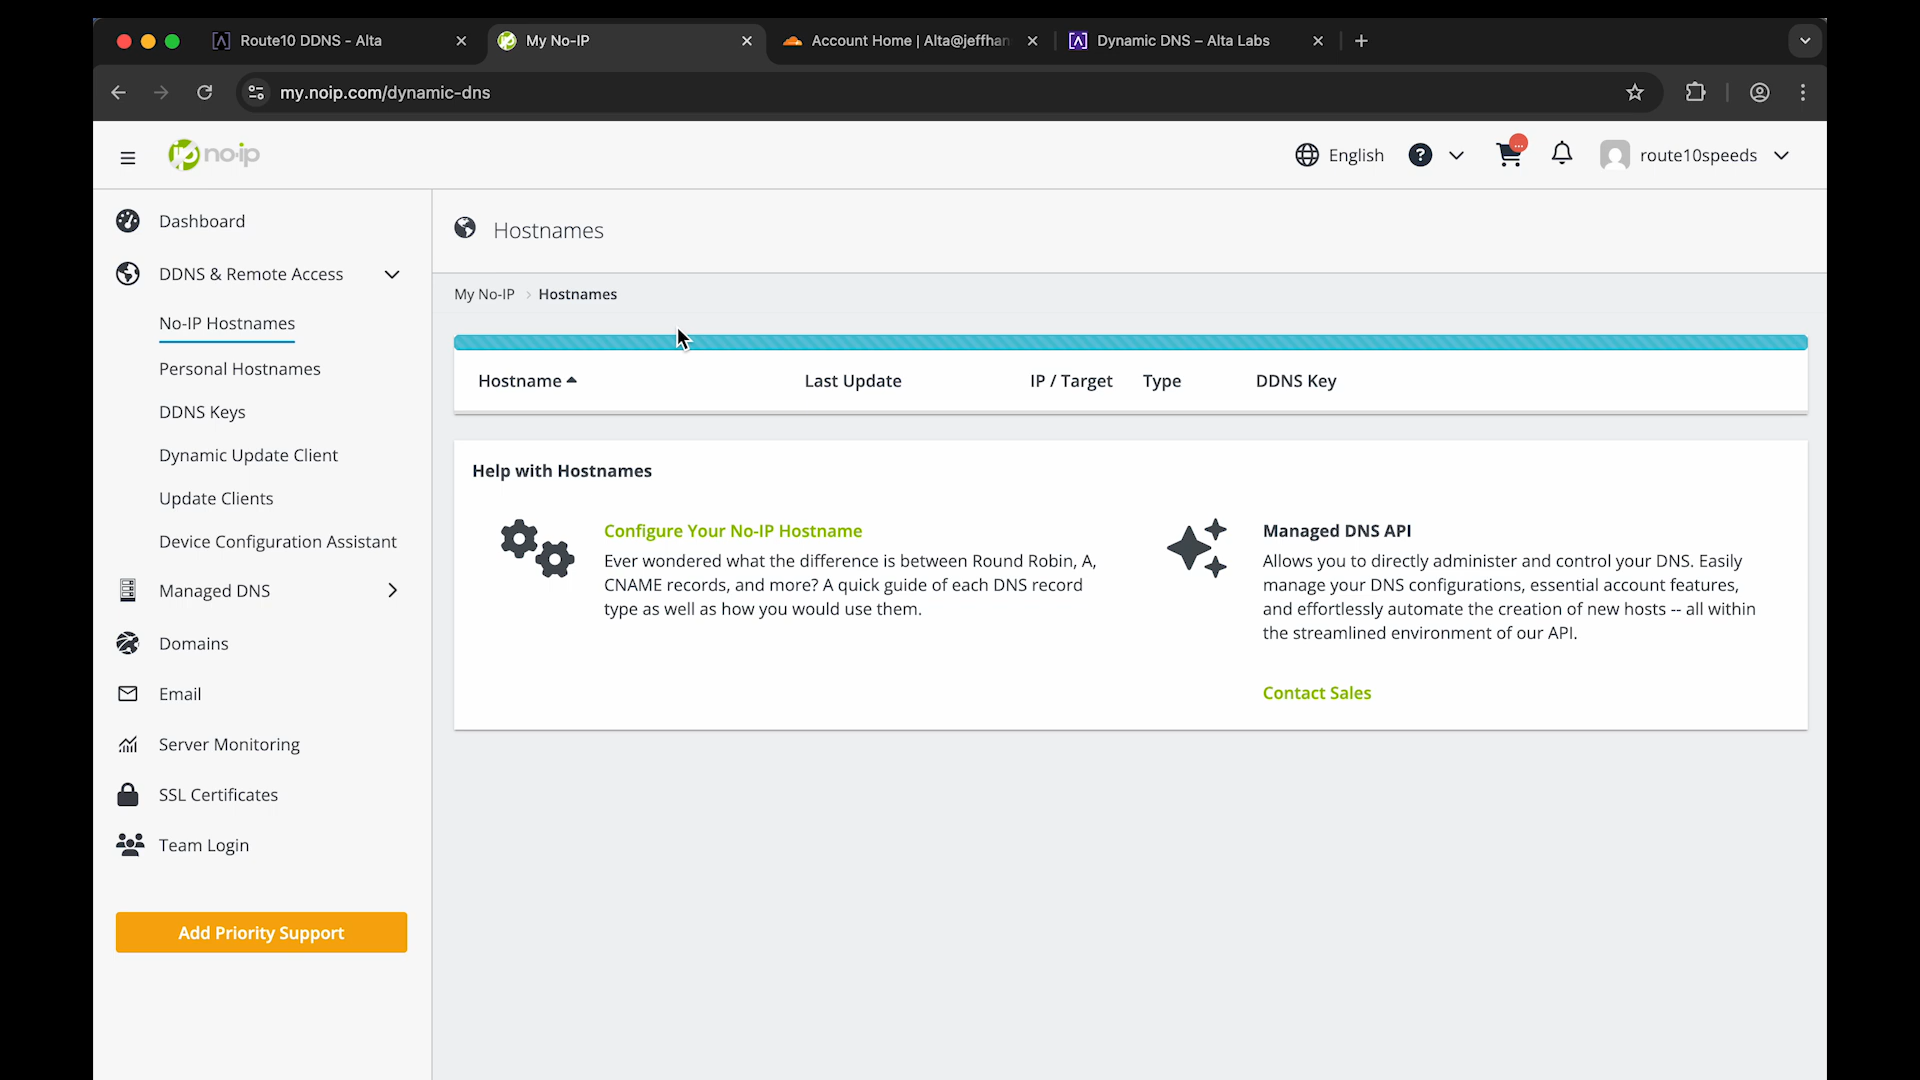 Route10 DDNS - Alta
My No-IP
Account Home | Alta@jeffhan
Dynamic DNS – Alta Labs
my.noip.com/dynamic-dns
no-ip
English
...
route10speeds
Dashboard
DDNS & Remote Access
No-IP Hostnames
Personal Hostnames
DDNS Keys
Dynamic Update Client
Update Clients
Device Configuration Assistant
Managed DNS
Domains
Email
Server Monitoring
SSL Certificates
Team Login
Add Priority Support
Hostnames
My No-IP > Hostnames
Hostname Last Update IP / Target Type DDNS Key
Help with Hostnames
Configure Your No-IP Hostname
Ever wondered what the difference is between Round Robin, A,
CNAME records, and more? A quick guide of each DNS record
type as well as how you would use them.
Managed DNS API
Allows you to directly administer and control your DNS. Easily
manage your DNS configurations, essential account features,
and effortlessly automate the creation of new hosts -- all within
the streamlined environment of our API.
Contact Sales